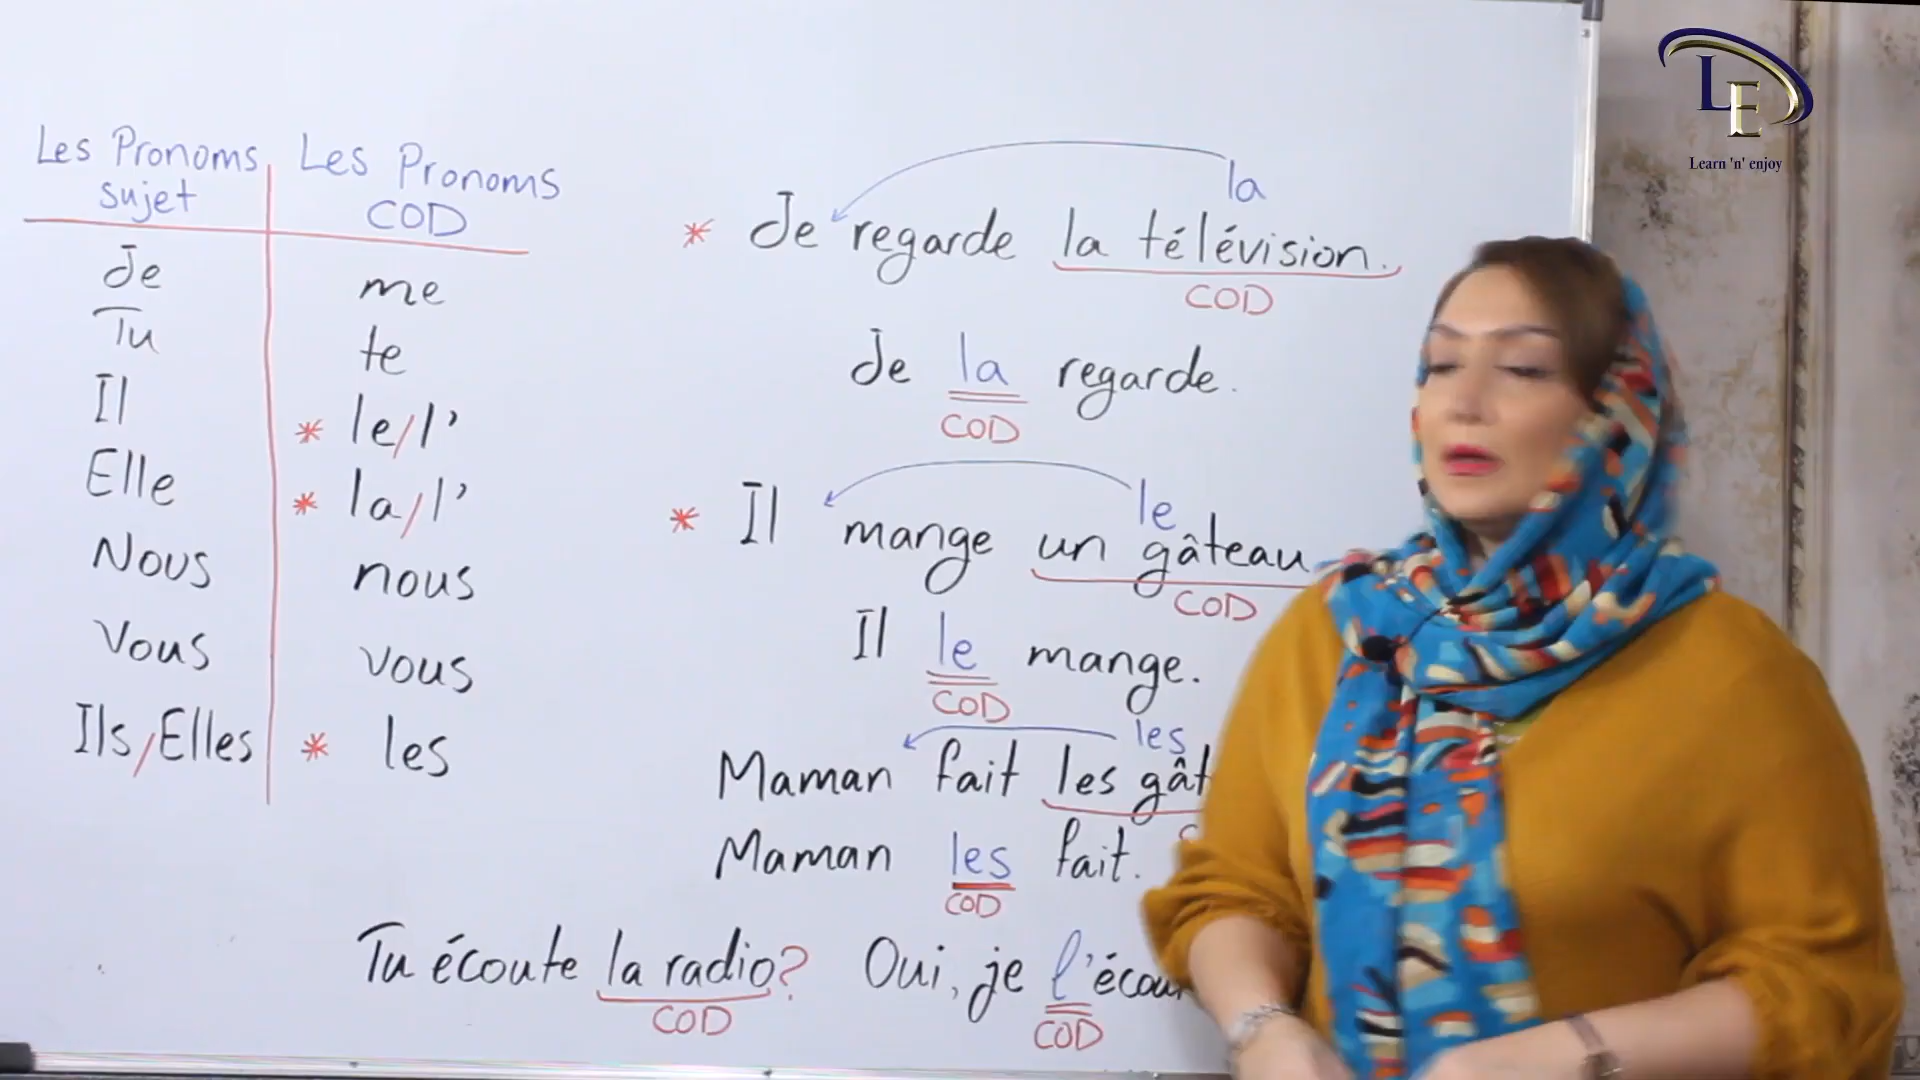 Les Pronoms sujet
Les Pronoms COD
Je me
Tu te
Il * le/l'
Elle * la/l'
Nous nous
Vous vous
Ils/Elles * les
la
* Je regarde la télévision.
COD
Je la regarde.
COD
le
* Il mange un gâteau
COD
Il le mange.
COD
les
Maman fait les
Maman les fait.
COD
Tu écoute la radio? Oui, je
COD
COD
LE
Learn 'n' enjoy